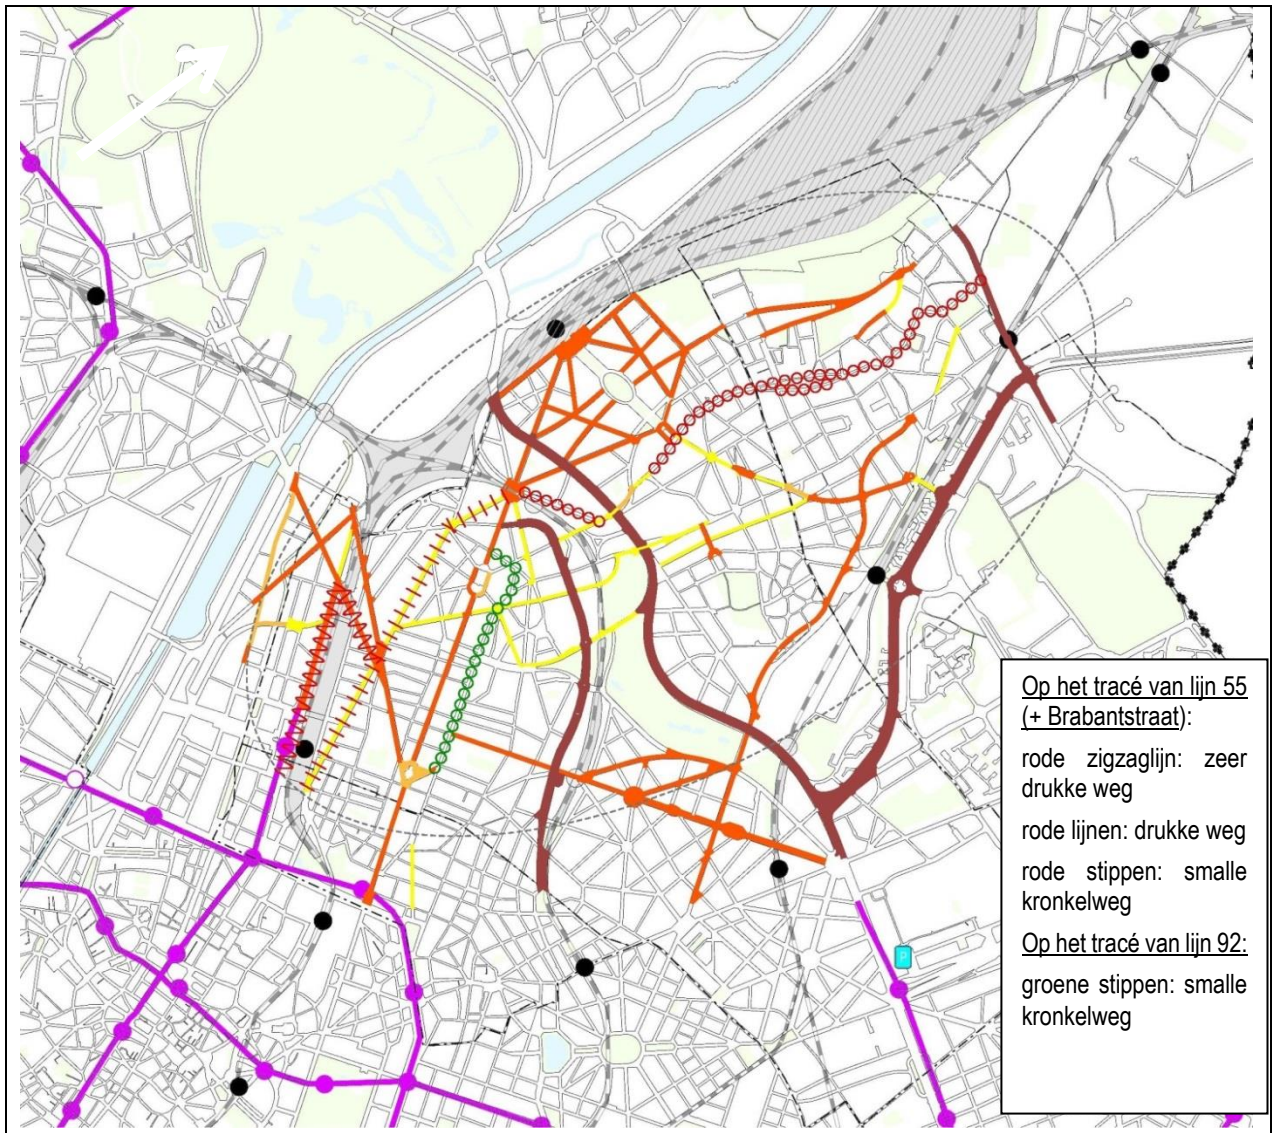 Op het tracé van lijn 55
(+ Brabantstraat):
rode zigzaglijn: zeer
drukke weg
rode lijnen: drukke weg
rode stippen: smalle
kronkelweg
Op het tracé van lijn 92:
groene stippen: smalle
kronkelweg
P